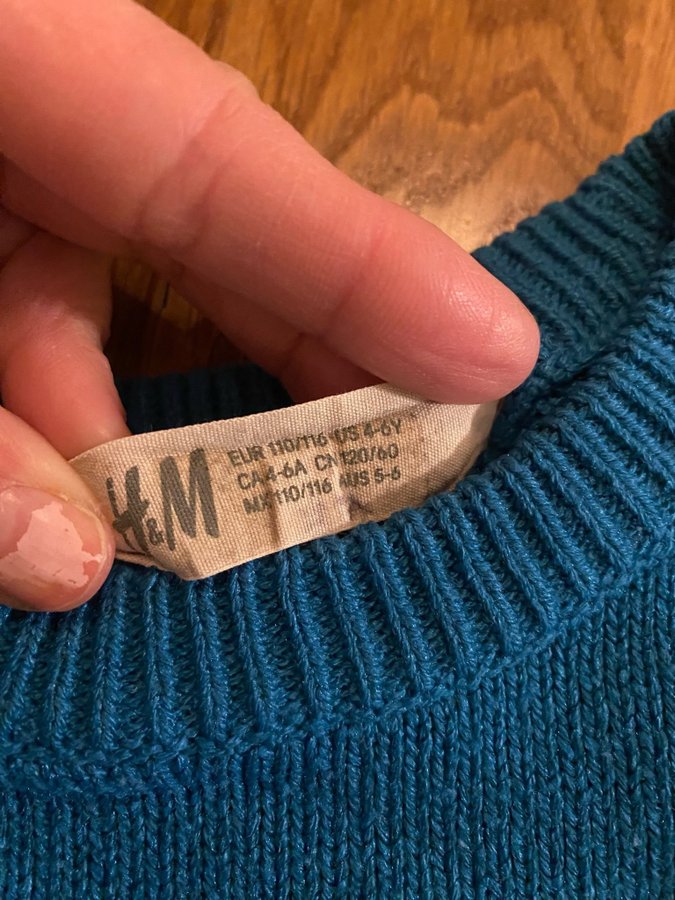 H&M
EUR 110/116 US 4-6Y
CA 4-6A CN 120/60
MX 110/116 AUS 5-6